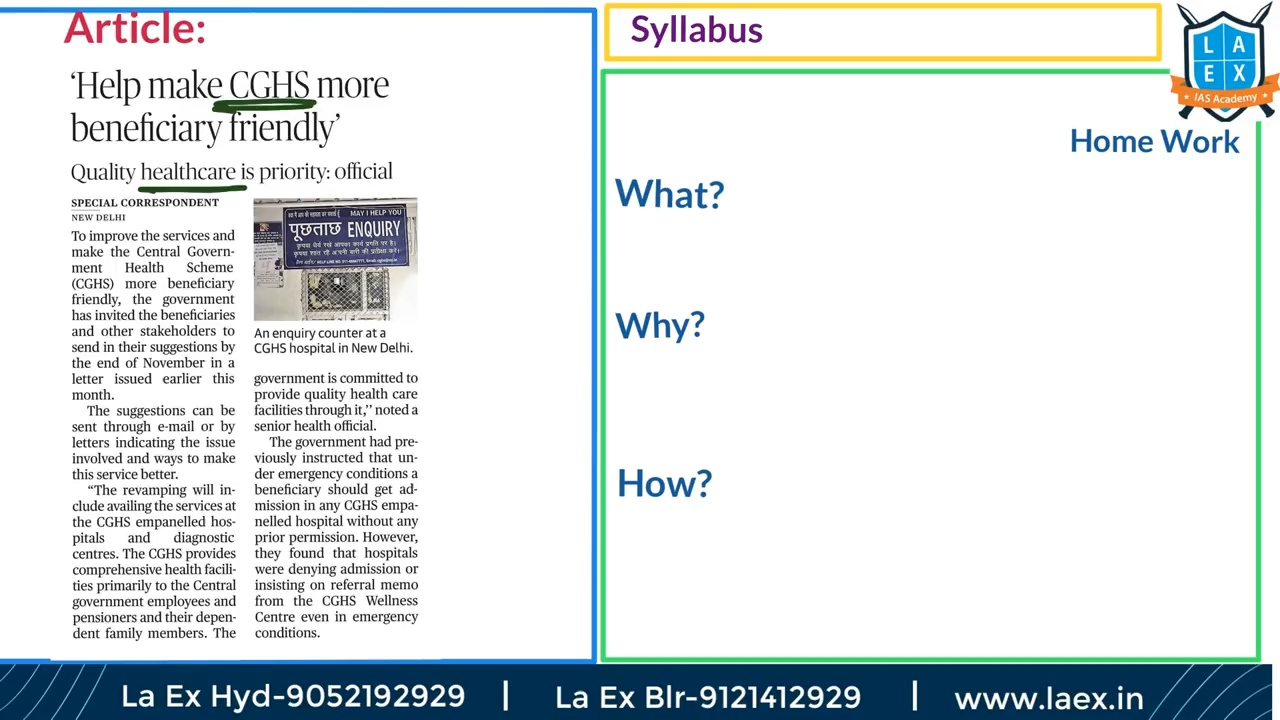 Article:
‘Help make CGHS more
beneficiary friendly’
Quality healthcare is priority: official
SPECIAL CORRESPONDENT
NEW DELHI
To improve the services and
make the Central Govern-
ment Health Scheme
(CGHS) more beneficiary
friendly, the government
has invited the beneficiaries
and other stakeholders to
send in their suggestions by
the end of November in a
letter issued earlier this
month.
The suggestions can be
sent through e-mail or by
letters indicating the issue
involved and ways to make
this service better.
“The revamping will in-
clude availing the services at
the CGHS empanelled hos-
pitals and diagnostic
centres. The CGHS provides
comprehensive health facili-
ties primarily to the Central
government employees and
pensioners and their depen-
dent family members. The
MAY I HELP YOU
पूछताछ ENQUIRY
An enquiry counter at a
CGHS hospital in New Delhi.
government is committed to
provide quality health care
facilities through it,’’ noted a
senior health official.
The government had pre-
viously instructed that un-
der emergency conditions a
beneficiary should get ad-
mission in any CGHS empa-
nelled hospital without any
prior permission. However,
they found that hospitals
were denying admission or
insisting on referral memo
from the CGHS Wellness
Centre even in emergency
conditions.
Syllabus
L A
E X
IAS Academy
Home Work
What?
Why?
How?
La Ex Hyd-9052192929 | La Ex Blr-9121412929 | www.laex.in